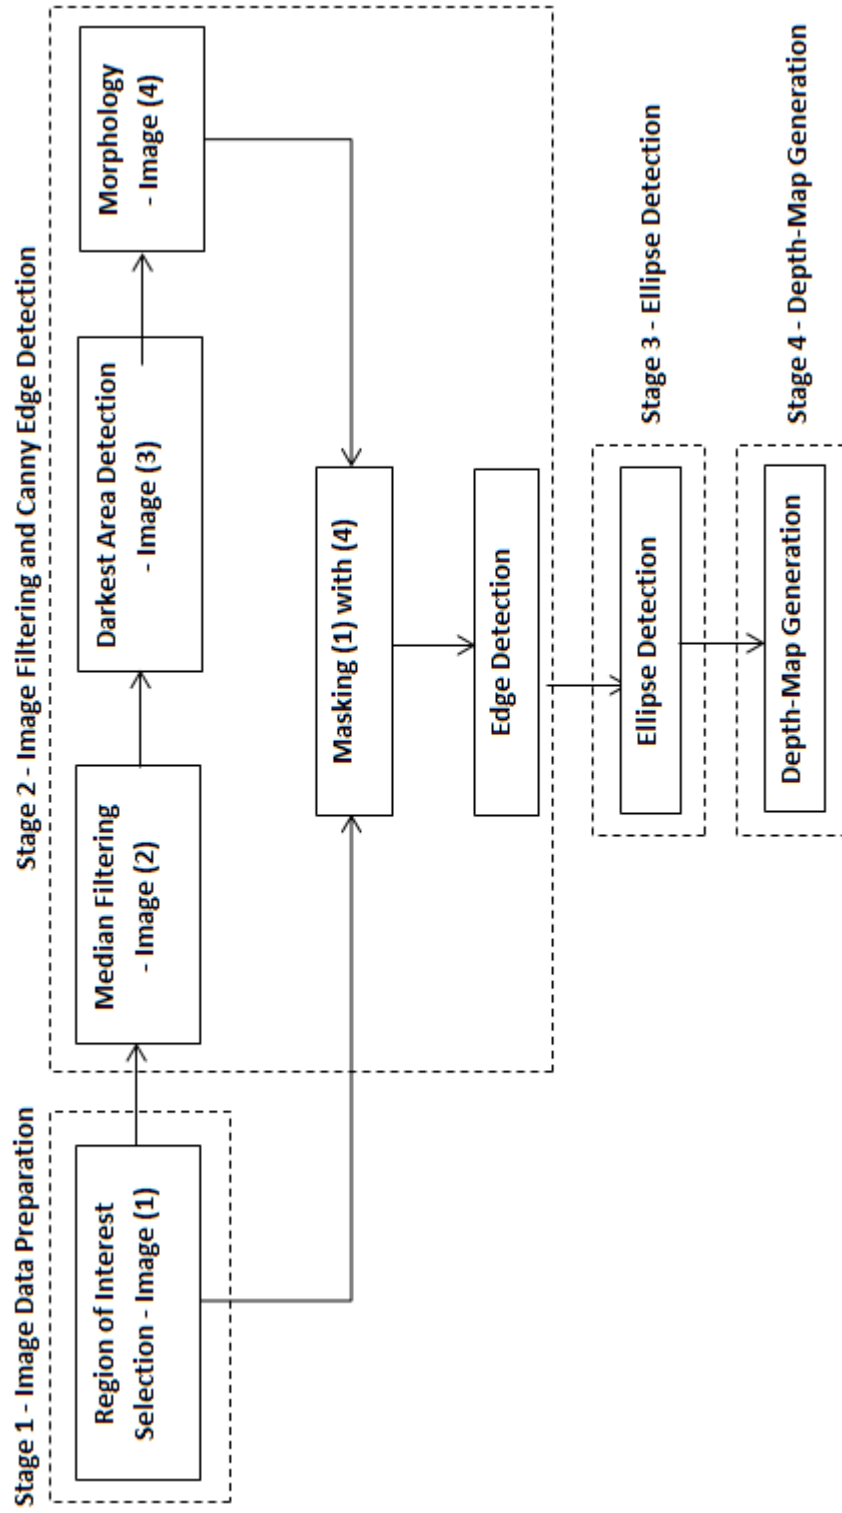 Stage 1 - Image Data Preparation
Region of Interest
Selection - Image (1)
Stage 2 - Image Filtering and Canny Edge Detection
Median Filtering
- Image (2)
Darkest Area Detection
- Image (3)
Morphology
- Image (4)
Masking (1) with (4)
Edge Detection
Ellipse Detection
Stage 3 - Ellipse Detection
Depth-Map Generation
Stage 4 - Depth-Map Generation